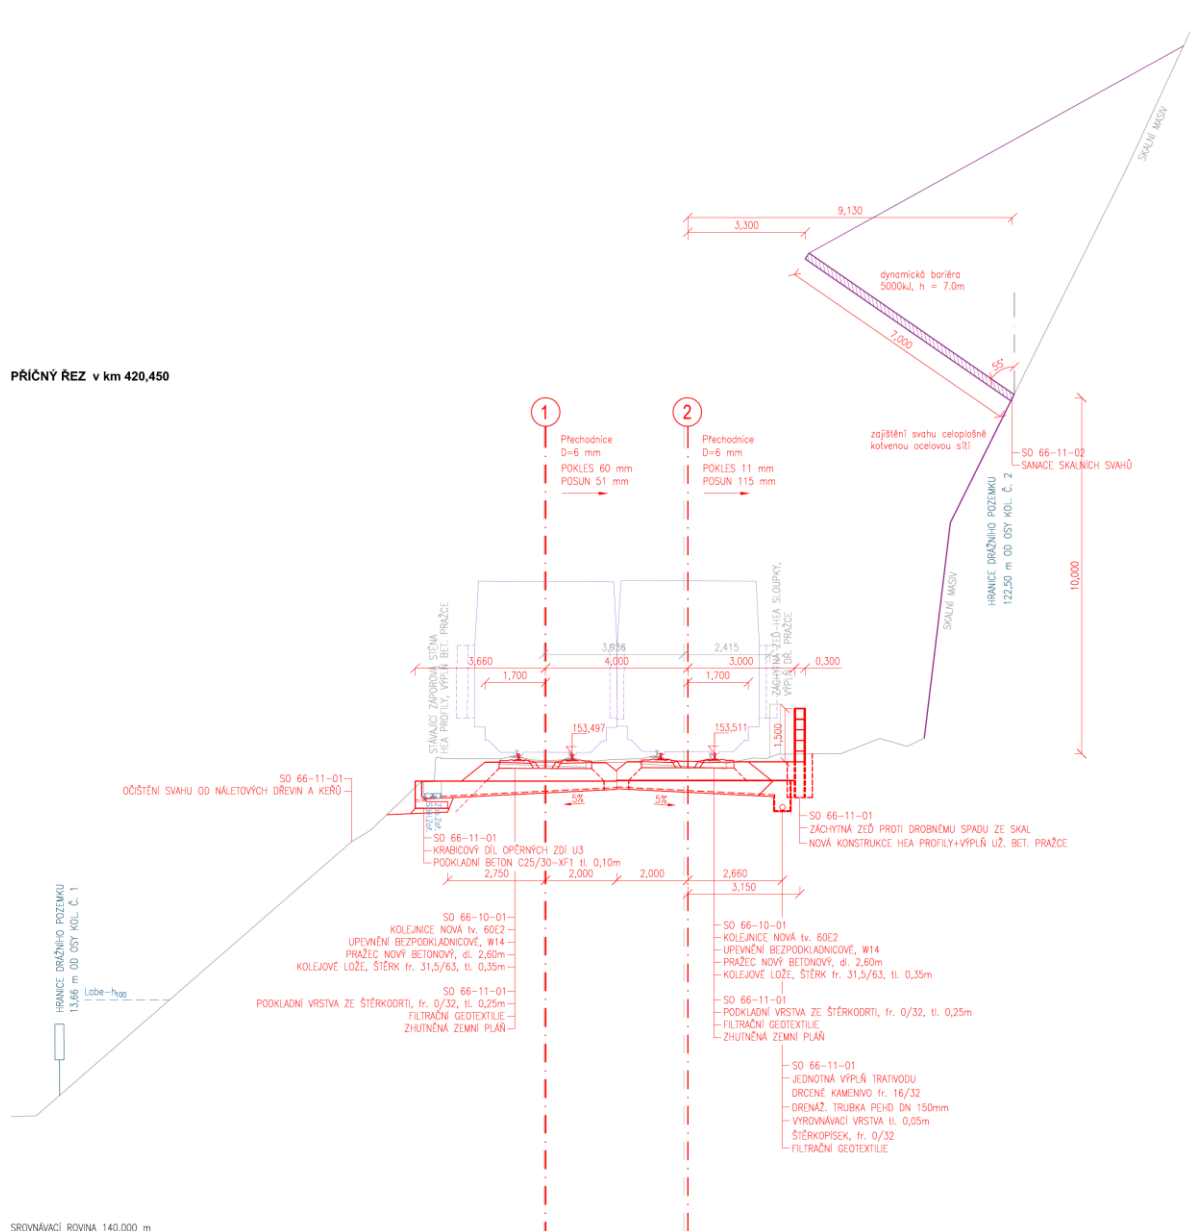 SKALNÍ MASIV
9,130
3,300
dynamická bariéra
5000kJ, h = 7.0m
7,000
55°
PŘÍČNÝ ŘEZ v km 420,450
1
2
Přechodnice
D=6 mm
POKLES 60 mm
POSUN 51 mm
Přechodnice
D=6 mm
POKLES 11 mm
POSUN 115 mm
zajištění svahu celoplošně
kotvenou ocelovou sítí
SO 66-11-02
SANACE SKALNÍCH SVAHŮ
HRANICE DRÁŽNÍHO POZEMKU
122,50 m OD OSY KOL. Č. 2
10,000
SKALNÍ MASIV
STÁVAJÍCÍ ZÁPOROVÁ STĚNA
HEA PROFILY, VÝPLŇ BET. PRAŽCE
ZÁCHYTNÁ ZEĎ-HEA SLOUPKY,
VÝPLŇ DŘ. PRAŽCE
3,936
2,415
3,660
4,000
3,000
0,300
1,700
1,700
153,497
153,511
1,500
5%
5%
SO 66-11-01
OČIŠTĚNÍ SVAHU OD NÁLETOVÝCH DŘEVIN A KEŘŮ
SO 66-11-01
KRABICOVÝ DÍL OPĚRNÝCH ZDÍ U3
PODKLADNÍ BETON C25/30-XF1 tl. 0,10m
SO 66-11-01
ZÁCHYTNÁ ZEĎ PROTI DROBNÉMU SPADU ZE SKAL
NOVÁ KONSTRUKCE HEA PROFILY+VÝPLŇ UŽ. BET. PRAŽCE
2,750
2,000
2,000
2,660
3,150
HRANICE DRÁŽNÍHO POZEMKU
13,66 m OD OSY KOL. Č. 1
Labe-h100
SO 66-10-01
KOLEJNICE NOVÁ tv. 60E2
UPEVNĚNÍ BEZPODKLADNICOVÉ, W14
PRAŽEC NOVÝ BETONOVÝ, dl. 2,60m
KOLEJOVÉ LOŽE, ŠTĚRK fr. 31,5/63, tl. 0,35m
SO 66-11-01
PODKLADNÍ VRSTVA ZE ŠTĚRKODRTI, fr. 0/32, tl. 0,25m
FILTRAČNÍ GEOTEXTILIE
ZHUTNĚNÁ ZEMNÍ PLÁŇ
SO 66-10-01
KOLEJNICE NOVÁ tv. 60E2
UPEVNĚNÍ BEZPODKLADNICOVÉ, W14
PRAŽEC NOVÝ BETONOVÝ, dl. 2,60m
KOLEJOVÉ LOŽE, ŠTĚRK fr. 31,5/63, tl. 0,35m
SO 66-11-01
PODKLADNÍ VRSTVA ZE ŠTĚRKODRTI, fr. 0/32, tl. 0,25m
FILTRAČNÍ GEOTEXTILIE
ZHUTNĚNÁ ZEMNÍ PLÁŇ
SO 66-11-01
JEDNOTNÁ VÝPLŇ TRATIVODU
DRCENÉ KAMENIVO fr. 16/32
DRENÁŽ. TRUBKA PEHD DN 150mm
VYROVNÁVACÍ VRSTVA tl. 0,05m
ŠTĚRKOPÍSEK, fr. 0/32
FILTRAČNÍ GEOTEXTILIE
SROVNÁVACÍ ROVINA 140,000 m